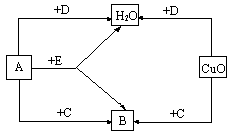 +D H₂O +D
A +E CuO
+C B +C